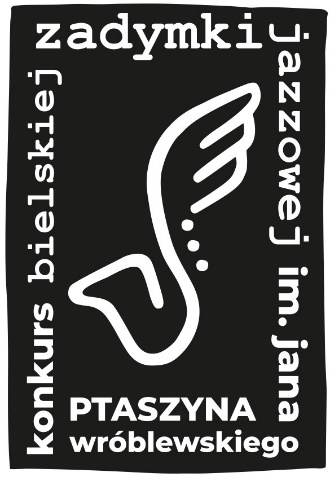 konkurs bielskiej
zadymki
jazzowej im. jana
PTASZYNA
wróblewskiego